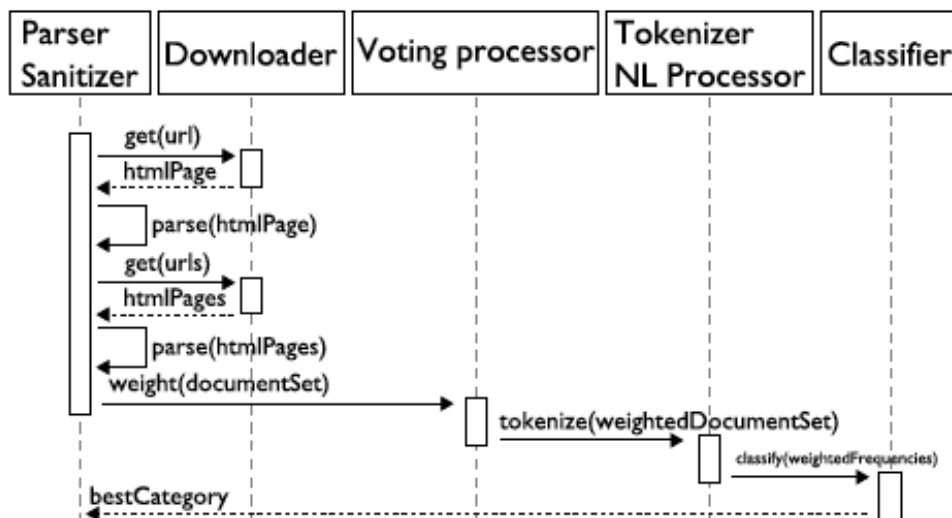 Parser
Sanitizer
Downloader
Voting processor
Tokenizer
NL Processor
Classifier
get(url)
htmlPage
parse(htmlPage)
get(urls)
htmlPages
parse(htmlPages)
weight(documentSet)
tokenize(weightedDocumentSet)
classify(weightedFrequencies)
bestCategory